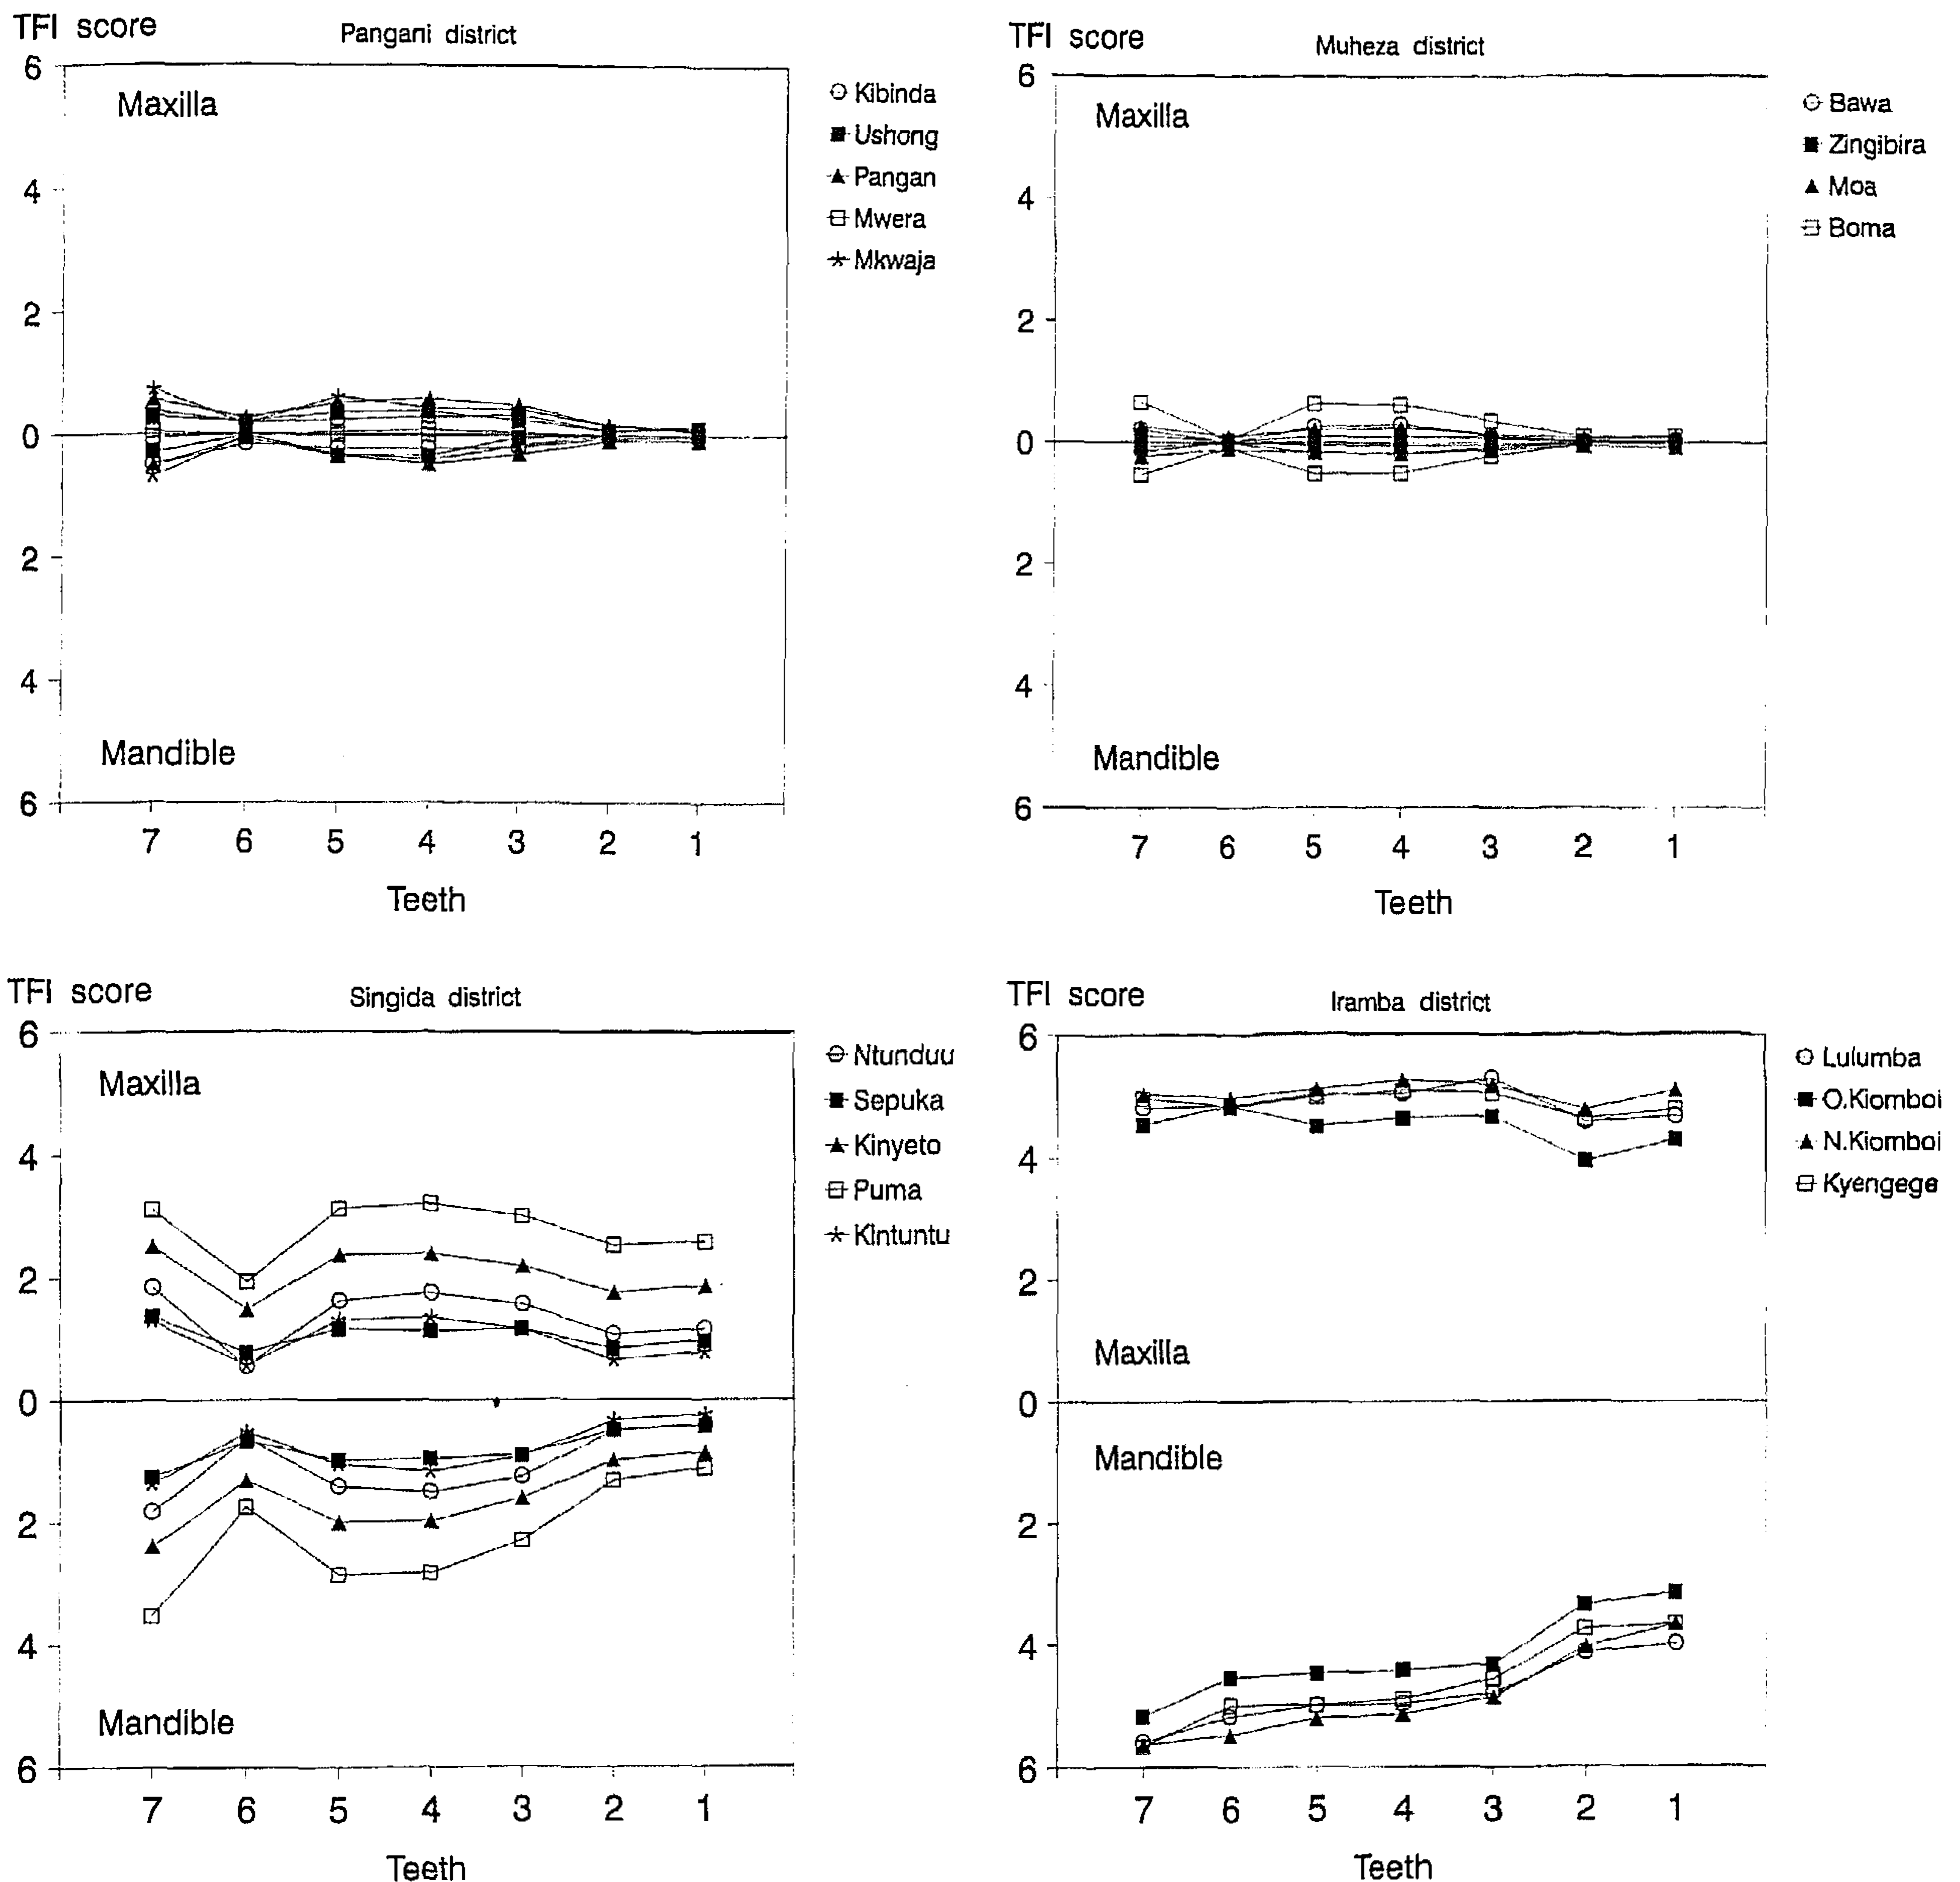 TFI score
Pangani district
6
Maxilla
4
2
0
2
4
Mandible
6
7 6 5 4 3 2 1
Teeth
Kibinda
Ushong
Pangan
Mwera
Mkwaja
TFI score
Muheza district
6
Maxilla
4
2
0
2
4
Mandible
6
7 6 5 4 3 2 1
Teeth
Bawa
Zingibira
Moa
Boma
TFI score
Singida district
6
Maxilla
4
2
0
2
4
Mandible
6
7 6 5 4 3 2 1
Teeth
Ntunduu
Sepuka
Kinyeto
Puma
Kintuntu
TFI score
Iramba district
6
4
2
Maxilla
0
Mandible
2
4
6
7 6 5 4 3 2 1
Teeth
Lulumba
O.Kiomboi
N.Kiomboi
Kyengege